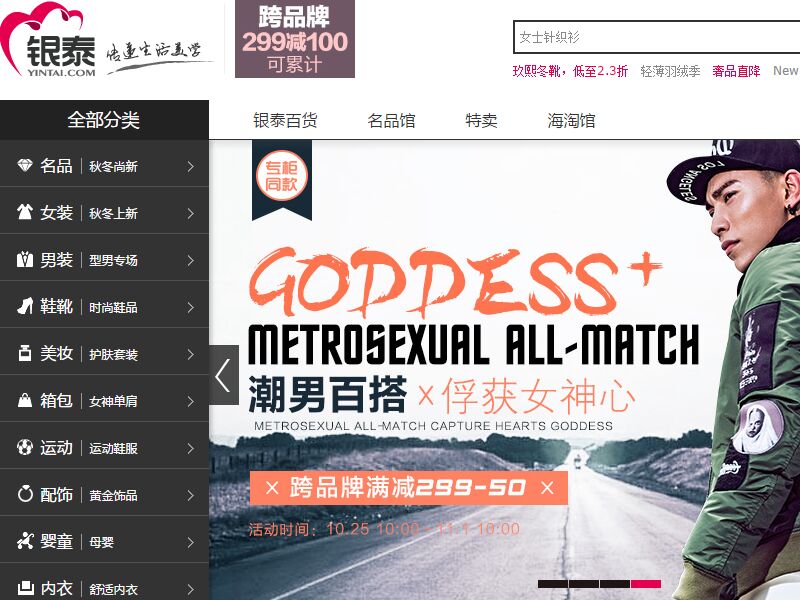 银泰
YINTAI.COM
传递生活美学
跨品牌
299减100
可累计
女士针织衫
玖熙冬靴，低至2.3折 轻薄羽绒季 奢品直降 New
全部分类
银泰百货 名品馆 特卖 海淘馆
名品 | 秋冬尚新
女装 | 秋冬上新
男装 | 型男专场
鞋靴 | 时尚鞋品
美妆 | 护肤套装
箱包 | 女神单肩
运动 | 运动鞋服
配饰 | 黄金饰品
婴童 | 母婴
内衣 | 舒适内衣
专柜
同款
LOS ANGELES
GODDESS+
METROSEXUAL ALL-MATCH
潮男百搭×俘获女神心
METROSEXUAL ALL-MATCH CAPTURE HEARTS GODDESS
× 跨品牌满减299-50 ×
活动时间：10.25 10:00 - 11.1 10:00